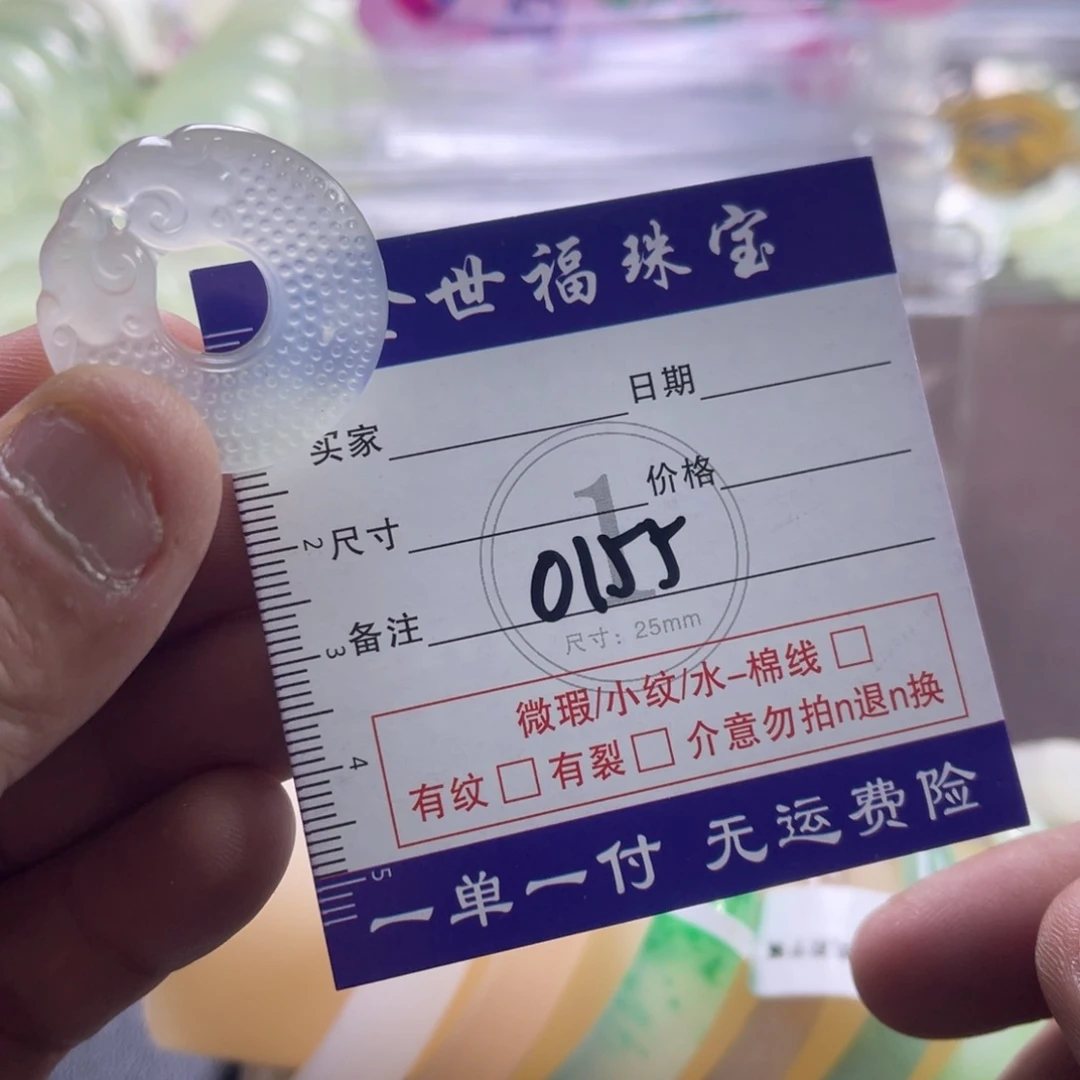 世福珠宝
日期
买家
价格
1
2 尺寸
0155
3 备注
尺寸：25mm
微瑕/小纹/水-棉线 □
有纹 □ 有裂 □ 介意勿拍n退n换
4
5
一单一付 无运费险